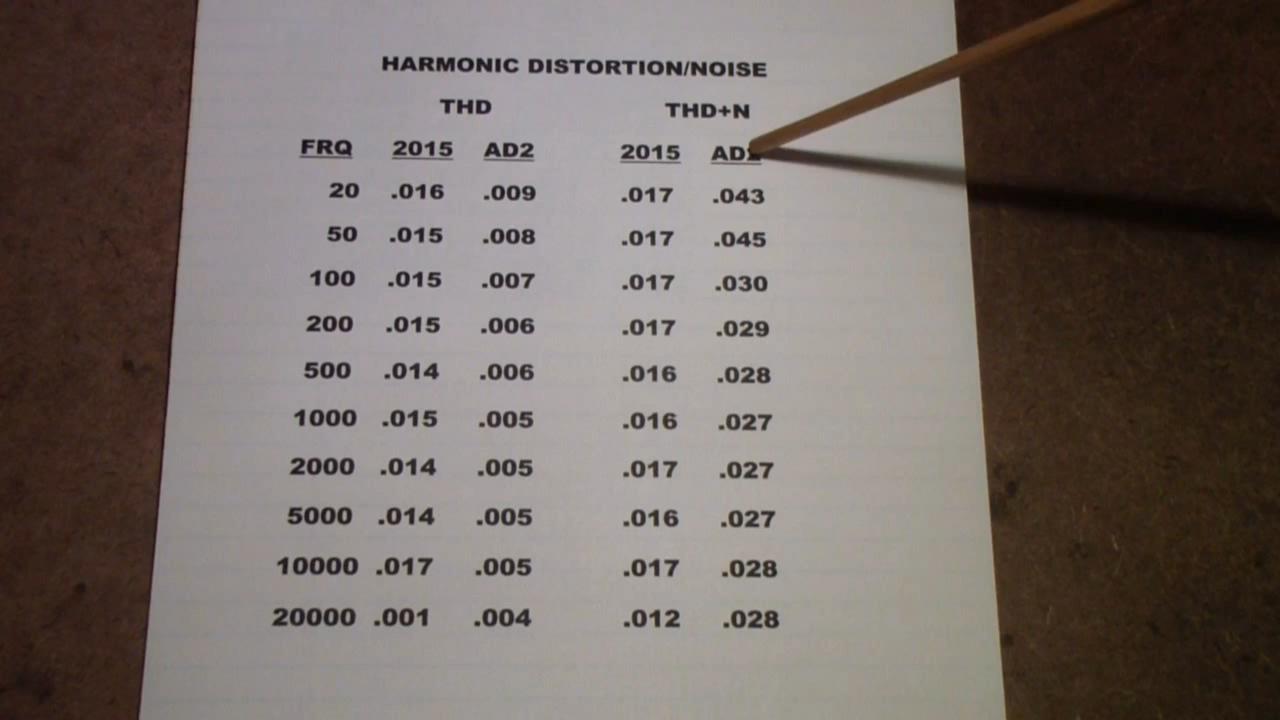 HARMONIC DISTORTION/NOISE
THD THD+N
FRQ 2015 AD2 2015 AD2
20 .016 .009 .017 .043
50 .015 .008 .017 .045
100 .015 .007 .017 .030
200 .015 .006 .017 .029
500 .014 .006 .016 .028
1000 .015 .005 .016 .027
2000 .014 .005 .017 .027
5000 .014 .005 .016 .027
10000 .017 .005 .017 .028
20000 .001 .004 .012 .028